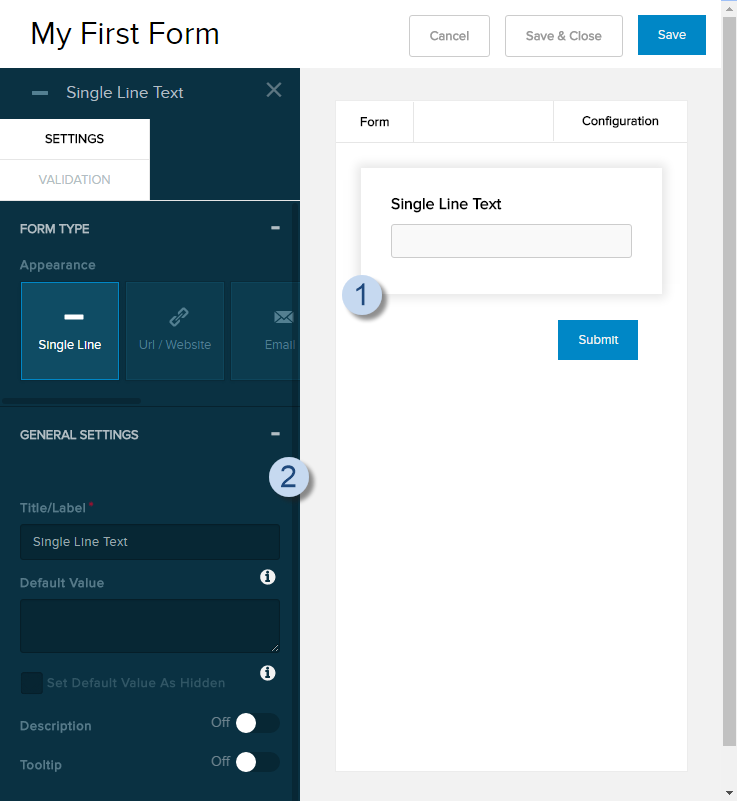 My First Form
Cancel
Save & Close
Save
Single Line Text
SETTINGS
VALIDATION
FORM TYPE
Appearance
Single Line
Url / Website
Email
GENERAL SETTINGS
2
Title/Label *
Single Line Text
Default Value
Set Default Value As Hidden
Description
Off
Tooltip
Off
Form
Configuration
Single Line Text
1
Submit